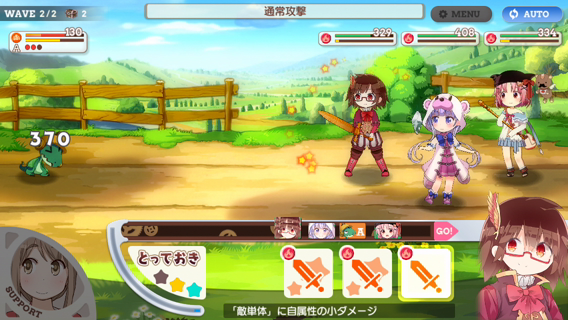 WAVE 2/2 2
通常攻撃
MENU
AUTO
130
A
329
408
334
370
A
GO!
とっておき
SUPPORT
「敵単体」に自属性の小ダメージ